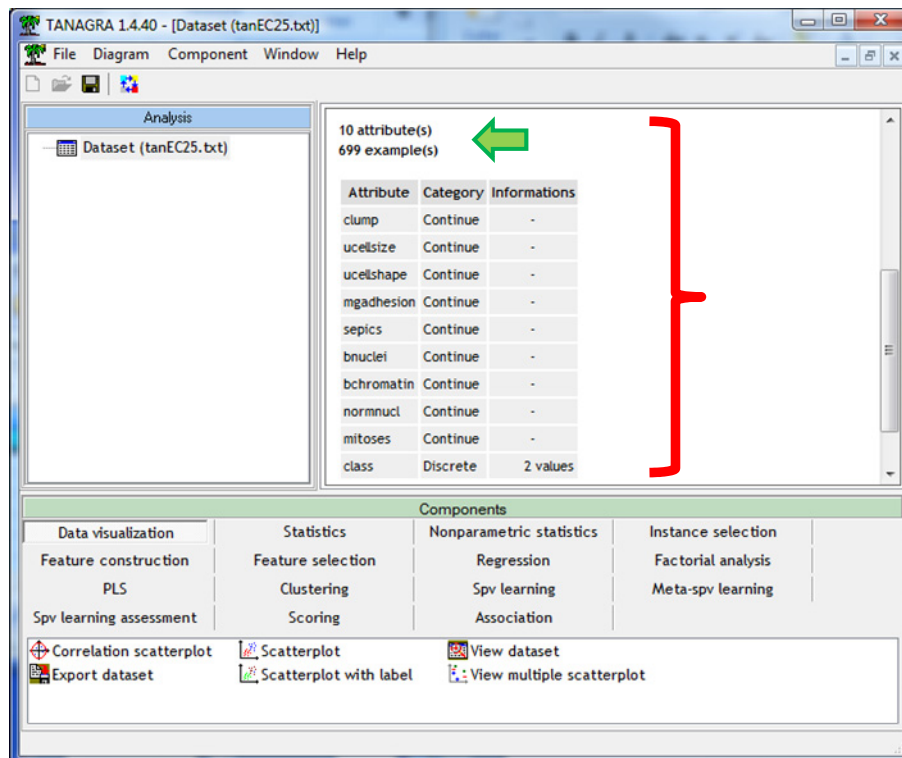 TANAGRA 1.4.40 - [Dataset (tanEC25.txt)]
File Diagram Component Window Help
Analysis
Dataset (tanEC25.txt)
10 attribute(s)
699 example(s)
Attribute Category Informations
clump Continue -
ucellsize Continue -
ucellshape Continue -
mgadhesion Continue -
sepics Continue -
bnuclei Continue -
bchromatin Continue -
normnucl Continue -
mitoses Continue -
class Discrete 2 values
Components
Data visualization Statistics Nonparametric statistics Instance selection
Feature construction Feature selection Regression Factorial analysis
PLS Clustering Spv learning Meta-spv learning
Spv learning assessment Scoring Association
Correlation scatterplot Scatterplot View dataset
Export dataset Scatterplot with label View multiple scatterplot